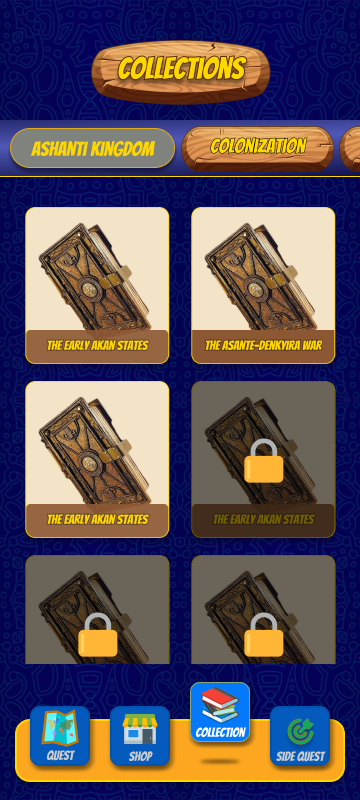 COLLECTIONS
ASHANTI KINGDOM
COLONIZATION
THE EARLY AKAN STATES
THE ASANTE-DENKYIRA WAR
THE EARLY AKAN STATES
THE EARLY AKAN STATES
QUEST
SHOP
COLLECTION
SIDE QUEST